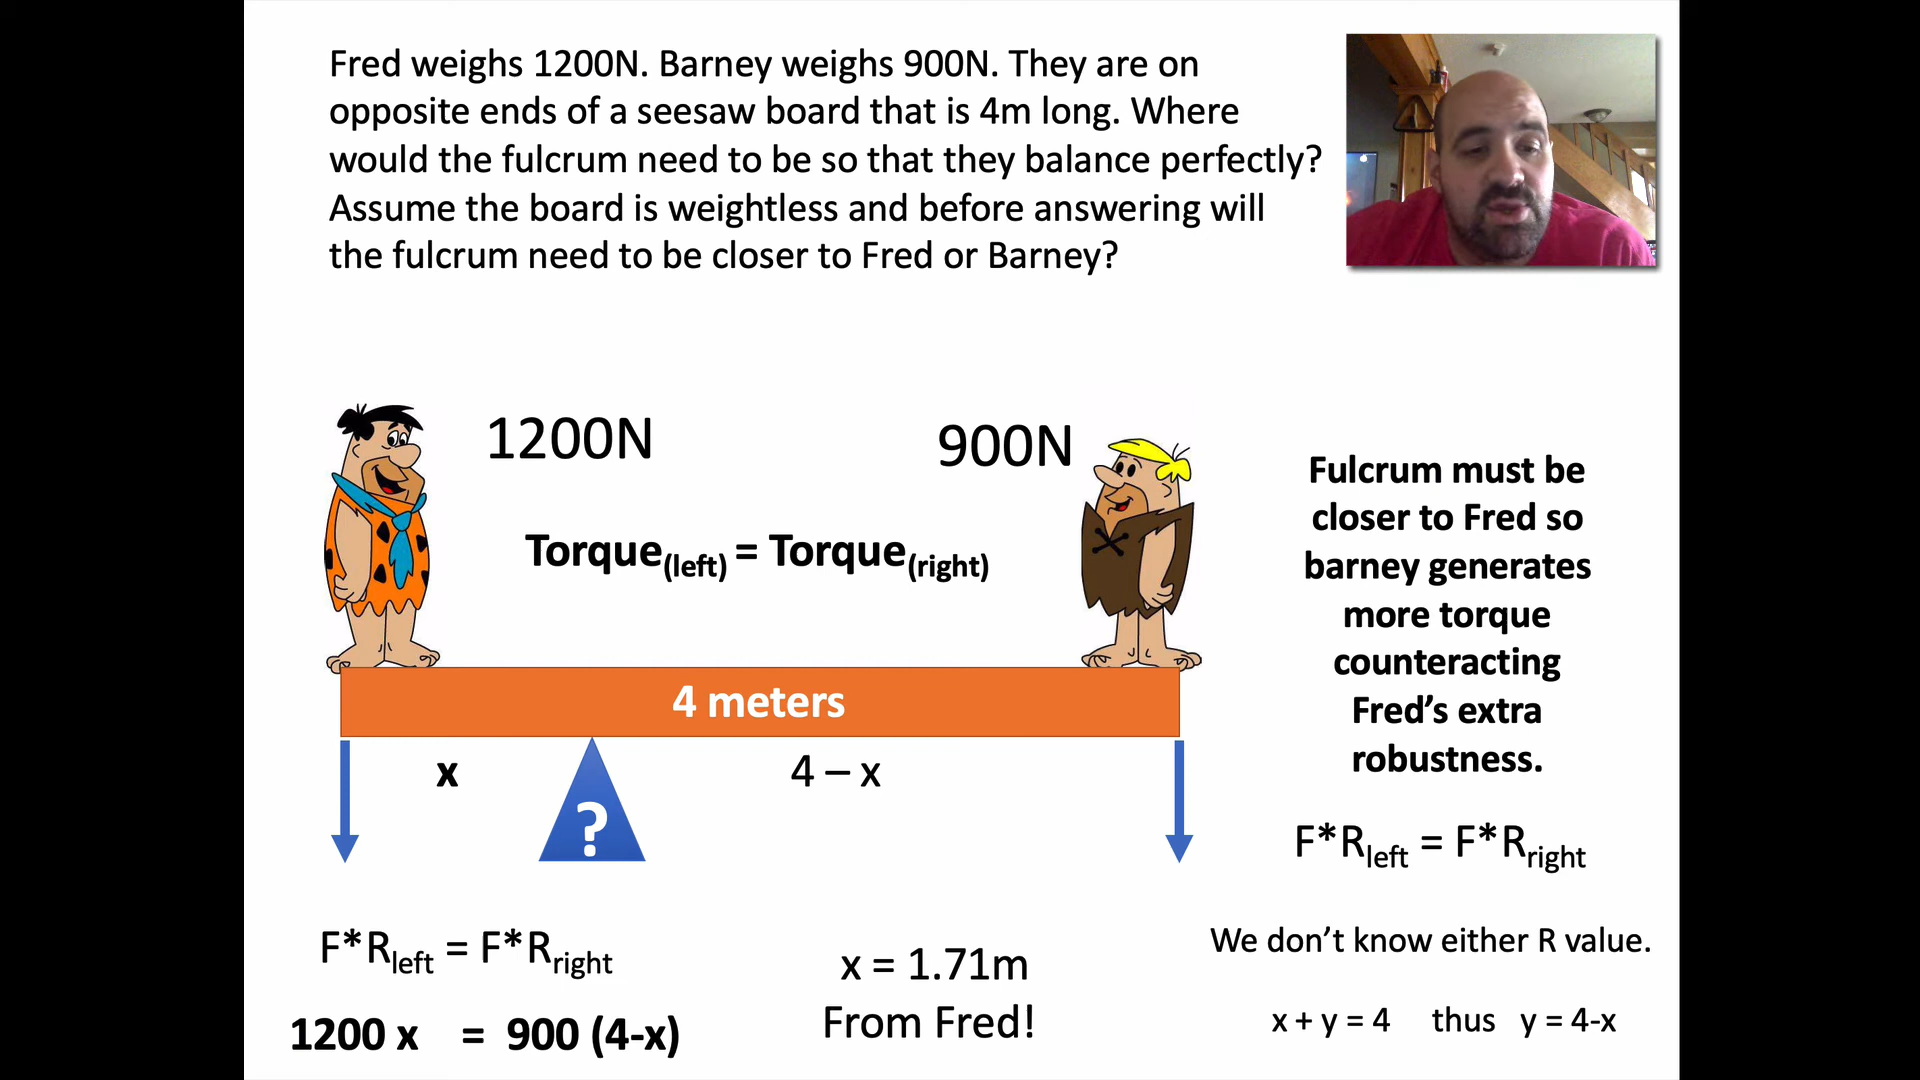 Fred weighs 1200N. Barney weighs 900N. They are on
opposite ends of a seesaw board that is 4m long. Where
would the fulcrum need to be so that they balance perfectly?
Assume the board is weightless and before answering will
the fulcrum need to be closer to Fred or Barney?
1200N
900N
Torque(left) = Torque(right)
4 meters
x
4 – x
?
Fulcrum must be
closer to Fred so
barney generates
more torque
counteracting
Fred’s extra
robustness.
F*Rleft = F*Rright
We don’t know either R value.
x + y = 4 thus y = 4-x
F*Rleft = F*Rright
1200 x = 900 (4-x)
x = 1.71m
From Fred!